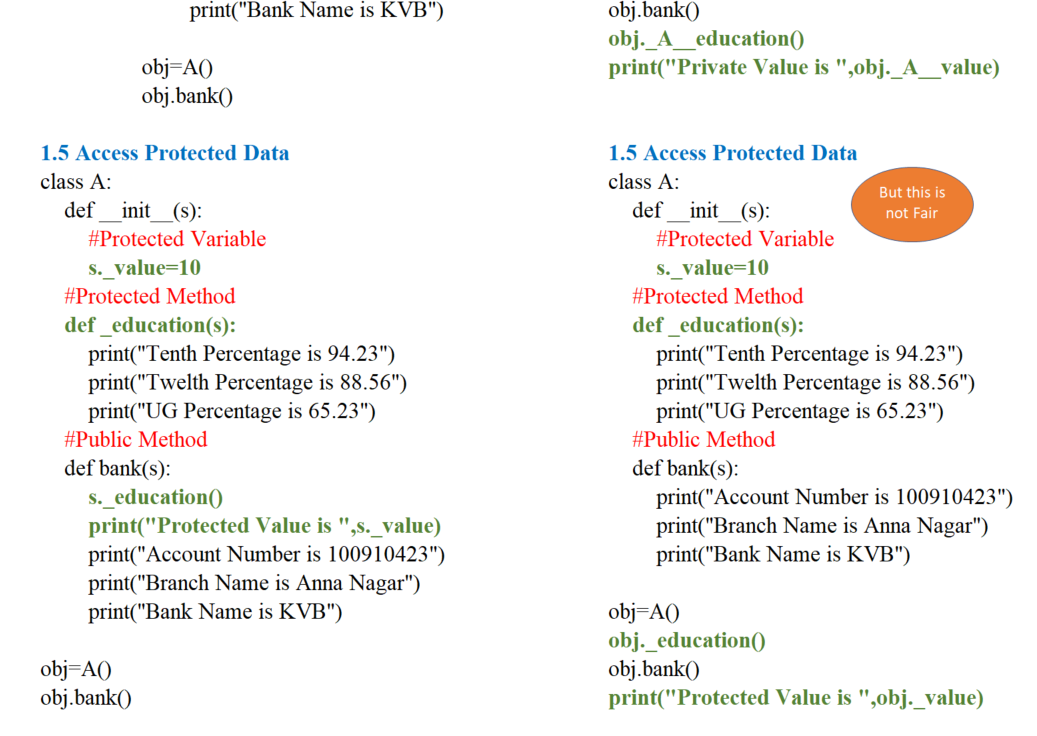 print("Bank Name is KVB")
obj=A()
obj.bank()
1.5 Access Protected Data
class A:
def __init__(s):
#Protected Variable
s._value=10
#Protected Method
def _education(s):
print("Tenth Percentage is 94.23")
print("Twelth Percentage is 88.56")
print("UG Percentage is 65.23")
#Public Method
def bank(s):
s._education()
print("Protected Value is ",s._value)
print("Account Number is 100910423")
print("Branch Name is Anna Nagar")
print("Bank Name is KVB")
obj=A()
obj.bank()
obj.bank()
obj._A__education()
print("Private Value is ",obj._A__value)
1.5 Access Protected Data
class A:
But this is
not Fair
def __init__(s):
#Protected Variable
s._value=10
#Protected Method
def _education(s):
print("Tenth Percentage is 94.23")
print("Twelth Percentage is 88.56")
print("UG Percentage is 65.23")
#Public Method
def bank(s):
print("Account Number is 100910423")
print("Branch Name is Anna Nagar")
print("Bank Name is KVB")
obj=A()
obj._education()
obj.bank()
print("Protected Value is ",obj._value)